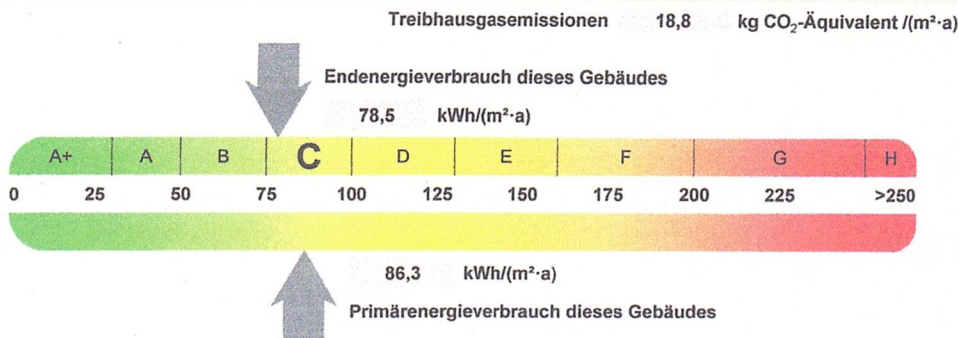 Treibhausgasemissionen 18,8 kg CO₂-Äquivalent /(m²·a)
Endenergieverbrauch dieses Gebäudes
78,5 kWh/(m²·a)
A+ A B C D E F G H
0 25 50 75 100 125 150 175 200 225 >250
86,3 kWh/(m²·a)
Primärenergieverbrauch dieses Gebäudes